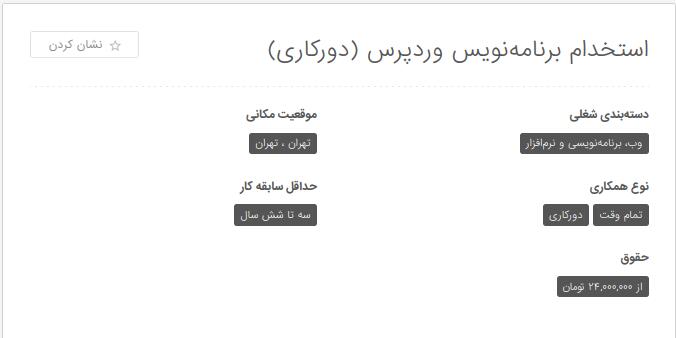 استخدام برنامه‌نویس وردپرس (دورکاری)
نشان کردن
دسته‌بندی شغلی
وب،‌ برنامه‌نویسی و نرم‌افزار
موقعیت مکانی
تهران ، تهران
نوع همکاری
تمام وقت دورکاری
حداقل سابقه کار
سه تا شش سال
حقوق
از ۲۴,۰۰۰,۰۰۰ تومان